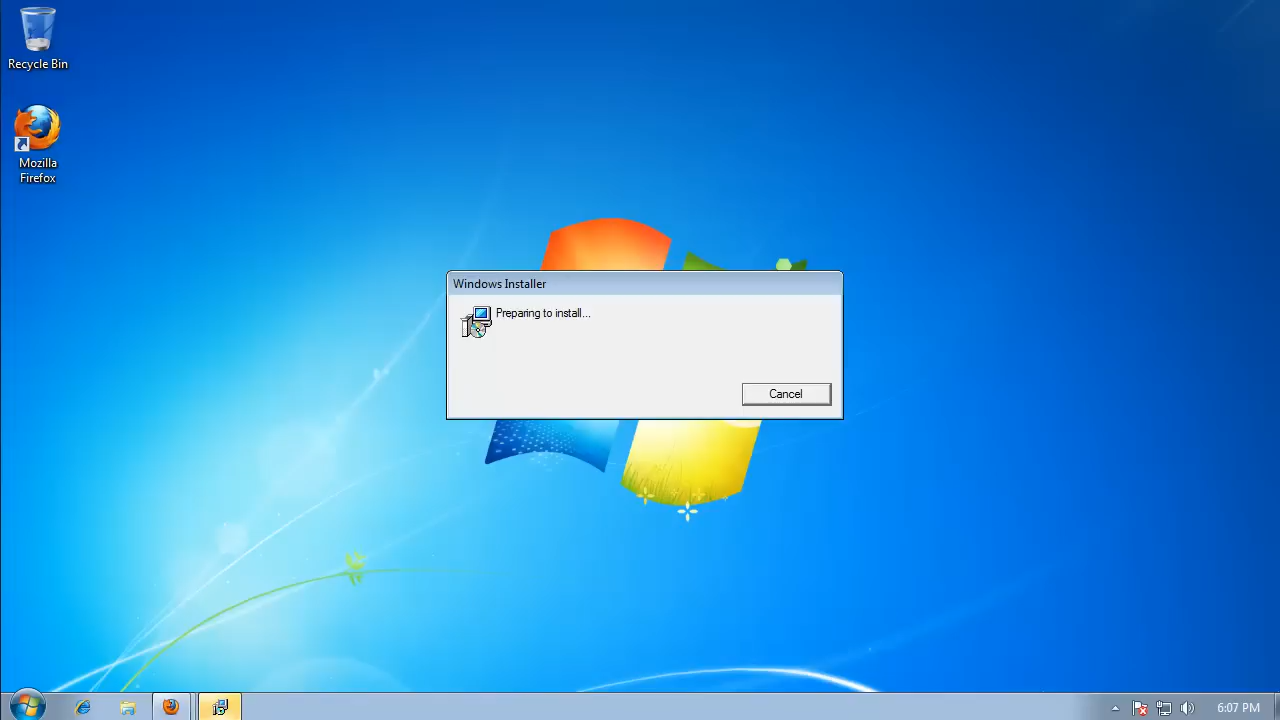 Recycle Bin
Mozilla
Firefox
Windows Installer
Preparing to install...
Cancel
6:07 PM